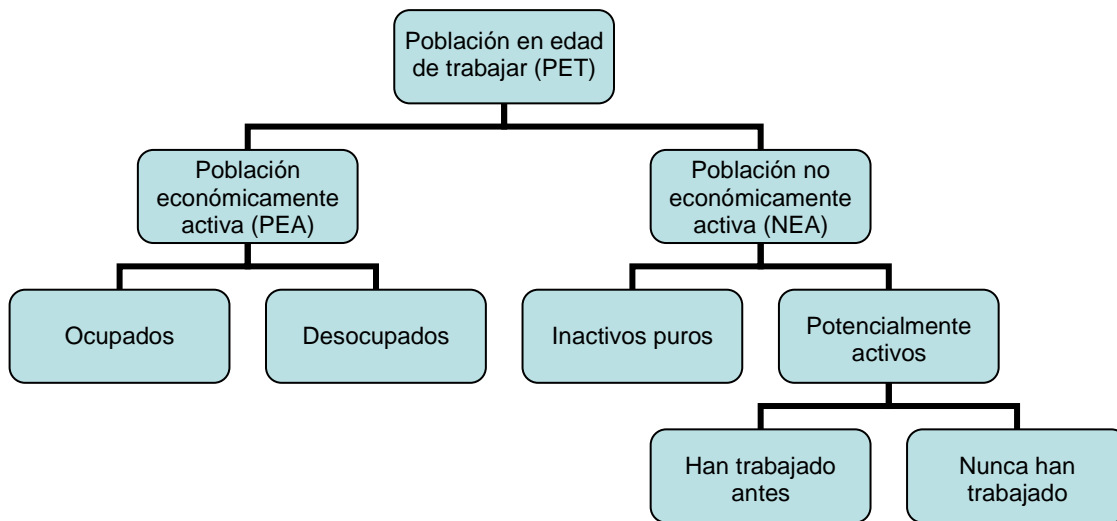 Población en edad
de trabajar (PET)
Población
económicamente
activa (PEA)
Población no
económicamente
activa (NEA)
Ocupados
Desocupados
Inactivos puros
Potencialmente
activos
Han trabajado
antes
Nunca han
trabajado